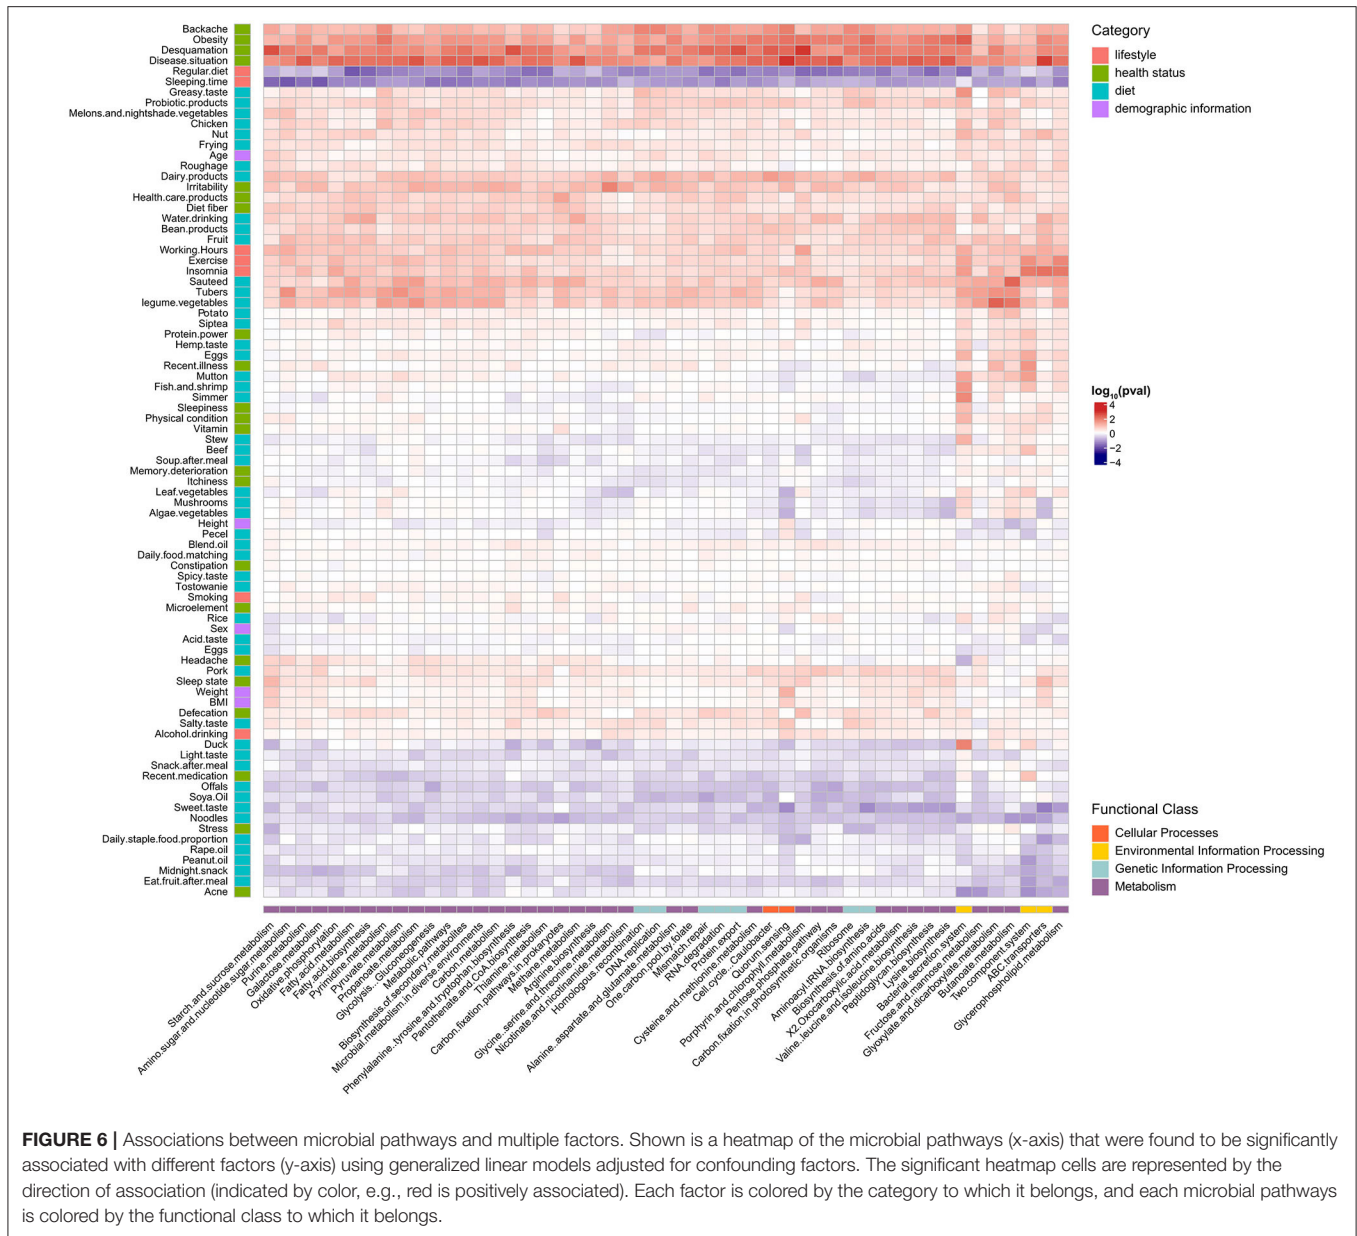 Backache
Obesity
Desquamation
Disease.situation
Regular.diet
Sleeping.time
Greasy.taste
Probiotic.products
Melons.and.nightshade.vegetables
Chicken
Nut
Frying
Age
Roughage
Dairy.products
Irritability
Health.care.products
Diet fiber
Water.drinking
Bean.products
Fruit
Working.Hours
Exercise
Insomnia
Sauteed
Tubers
legume.vegetables
Potato
Siptea
Protein.power
Hemp.taste
Eggs
Recent.illness
Mutton
Fish.and.shrimp
Simmer
Sleepiness
Physical condition
Vitamin
Stew
Beef
Soup.after.meal
Memory.deterioration
Itchiness
Leaf.vegetables
Mushrooms
Algae.vegetables
Height
Pecel
Blend.oil
Daily.food.matching
Constipation
Spicy.taste
Tostowanie
Smoking
Microelement
Rice
Sex
Acid.taste
Eggs
Headache
Pork
Sleep state
Weight
BMI
Defecation
Salty.taste
Alcohol.drinking
Duck
Light.taste
Snack.after.meal
Recent.medication
Offals
Soya.Oil
Sweet.taste
Noodles
Stress
Daily.staple.food.proportion
Rape.oil
Peanut.oil
Midnight.snack
Eat.fruit.after.meal
Acne
Category
lifestyle
health status
diet
demographic information
log10(pval)
4
2
0
−2
−4
Functional Class
Cellular Processes
Environmental Information Processing
Genetic Information Processing
Metabolism
Starch.and.sucrose.metabolism
Amino.sugar.and.nucleotide.sugar.metabolism
Purine.metabolism
Galactose.metabolism
Oxidative.phosphorylation
Fatty.acid.metabolism
Fatty.acid.biosynthesis
Pyrimidine.metabolism
Pyruvate.metabolism
Propanoate.metabolism
Glycolysis...Gluconeogenesis
Metabolic.pathways
Biosynthesis.of.secondary.metabolites
Microbial.metabolism.in.diverse.environments
Carbon.metabolism
Phenylalanine..tyrosine.and.tryptophan.biosynthesis
Pantothenate.and.CoA.biosynthesis
Thiamine.metabolism
Carbon.fixation.pathways.in.prokaryotes
Methane.metabolism
Arginine.biosynthesis
Glycine..serine.and.threonine.metabolism
Nicotinate.and.nicotinamide.metabolism
Homologous.recombination
DNA.replication
Alanine..aspartate.and.glutamate.metabolism
One.carbon.pool.by.folate
Mismatch.repair
RNA.degradation
Protein.export
Cysteine.and.methionine.metabolism
Cell.cycle...Caulobacter
Quorum.sensing
Porphyrin.and.chlorophyll.metabolism
Pentose.phosphate.pathway
Carbon.fixation.in.photosynthetic.organisms
Ribosome
Aminoacyl.tRNA.biosynthesis
Biosynthesis.of.amino.acids
X2.Oxocarboxylic.acid.metabolism
Valine..leucine.and.isoleucine.biosynthesis
Peptidoglycan.biosynthesis
Lysine.biosynthesis
Bacterial.secretion.system
Fructose.and.mannose.metabolism
Glyoxylate.and.dicarboxylate.metabolism
Butanoate.metabolism
Two.component.system
ABC.transporters
Glycerophospholipid.metabolism
FIGURE 6 | Associations between microbial pathways and multiple factors. Shown is a heatmap of the microbial pathways (x-axis) that were found to be significantly
associated with different factors (y-axis) using generalized linear models adjusted for confounding factors. The significant heatmap cells are represented by the
direction of association (indicated by color, e.g., red is positively associated). Each factor is colored by the category to which it belongs, and each microbial pathways
is colored by the functional class to which it belongs.